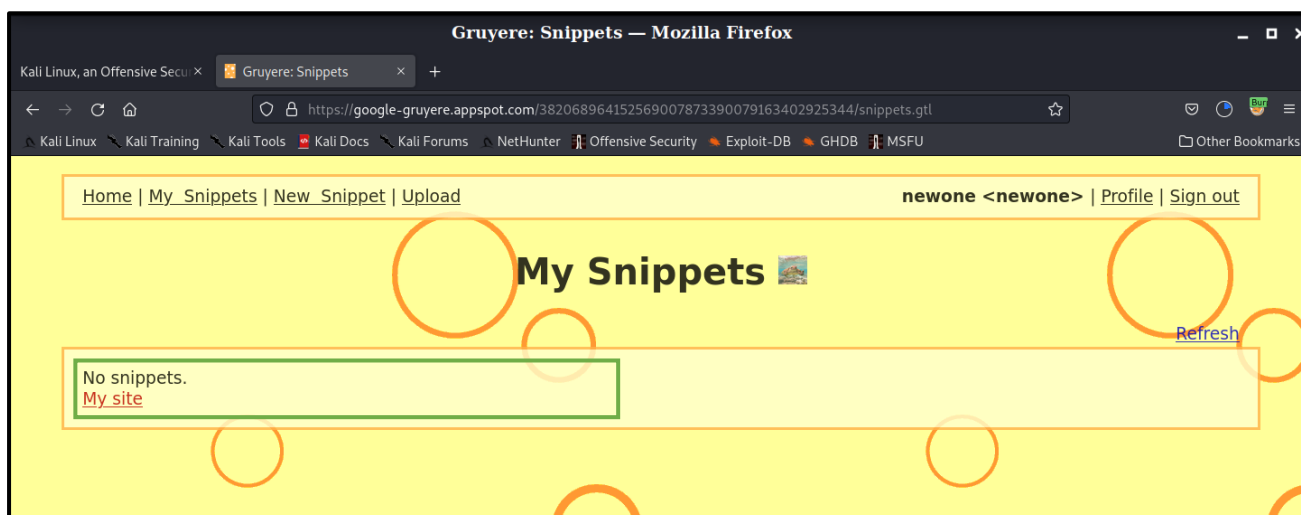 Gruyere: Snippets — Mozilla Firefox
Kali Linux, an Offensive Secu Gruyere: Snippets
https://google-gruyere.appspot.com/382068964152569007873390079163402925344/snippets.gtl Bur
Kali Linux Kali Training Kali Tools Kali Docs Kali Forums NetHunter Offensive Security Exploit-DB GHDB MSFU Other Bookmarks
Home | My Snippets | New Snippet | Upload newone <newone> | Profile | Sign out
My Snippets
Refresh
No snippets.
My site